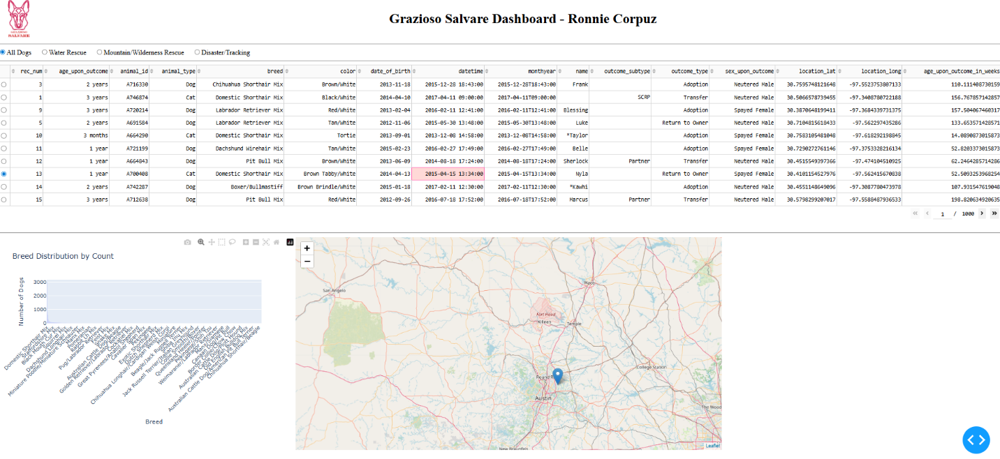 GRAZIOSO
SALVARE
Grazioso Salvare Dashboard - Ronnie Corpuz
All Dogs Water Rescue Mountain/Wilderness Rescue Disaster/Tracking
rec_num age_upon_outcome animal_id animal_type breed color date_of_birth datetime monthyear name outcome_subtype outcome_type sex_upon_outcome location_lat location_long age_upon_outcome_in_weeks
3 2 years A716330 Dog Chihuahua Shorthair Mix Brown/White 2013-11-18 2015-12-28 18:43:00 2015-12-28T18:43:00 Frank Adoption Neutered Male 30.7595748121648 -97.5523753807133 110.111408730159
1 3 years A746874 Cat Domestic Shorthair Mix Black/White 2014-04-10 2017-04-11 09:00:00 2017-04-11T09:00:00 SCRP Transfer Neutered Male 30.5066578739455 -97.3408780722188 156.767857142857
9 3 years A720214 Dog Labrador Retriever Mix Red/White 2013-02-04 2016-02-11 12:41:00 2016-02-11T12:41:00 Blessing Adoption Spayed Female 30.3870648199411 -97.3684339731375 157.504067460317
5 2 years A691584 Dog Labrador Retriever Mix Tan/White 2012-11-06 2015-05-30 13:48:00 2015-05-30T13:48:00 Luke Return to Owner Neutered Male 30.7104815618433 -97.562297435286 133.653571428571
10 3 months A664290 Cat Domestic Shorthair Mix Tortie 2013-09-01 2013-12-08 14:58:00 2013-12-08T14:58:00 *Taylor Adoption Spayed Female 30.7583105481048 -97.618292198845 14.0890873015873
11 1 year A721199 Dog Dachshund Wirehair Mix Tan/White 2015-02-23 2016-02-27 17:49:00 2016-02-27T17:49:00 Belle Adoption Spayed Female 30.7290272761146 -97.3753328216134 52.8203373015873
12 1 year A664843 Dog Pit Bull Mix Brown/White 2013-06-09 2014-08-18 17:24:00 2014-08-18T17:24:00 Sherlock Partner Transfer Neutered Male 30.4515549397366 -97.474104510925 62.2464285714286
13 1 year A700408 Cat Domestic Shorthair Mix Brown Tabby/White 2014-04-13 2015-04-15 13:34:00 2015-04-15T13:34:00 Nyla Return to Owner Spayed Female 30.4101154527976 -97.562415670838 52.5093253968254
14 2 years A742287 Dog Boxer/Bullmastiff Brown Brindle/White 2015-01-18 2017-02-11 12:30:00 2017-02-11T12:30:00 *Kawhi Adoption Neutered Male 30.4551148649096 -97.3087780473978 107.931547619048
15 3 years A712638 Dog Pit Bull Mix Red/White 2012-09-26 2016-07-18 17:52:00 2016-07-18T17:52:00 Marcus Partner Transfer Neutered Male 30.5798299207017 -97.5588487936533 198.820634920635
1 / 1000
Breed Distribution by Count
Number of Dogs
3000
2000
1000
0
Breed
+
−
San Angelo
Waco
Fort Hood
Killeen
Temple
College Station
Round R
Austin
The Wood
New Braunfels
Leaflet